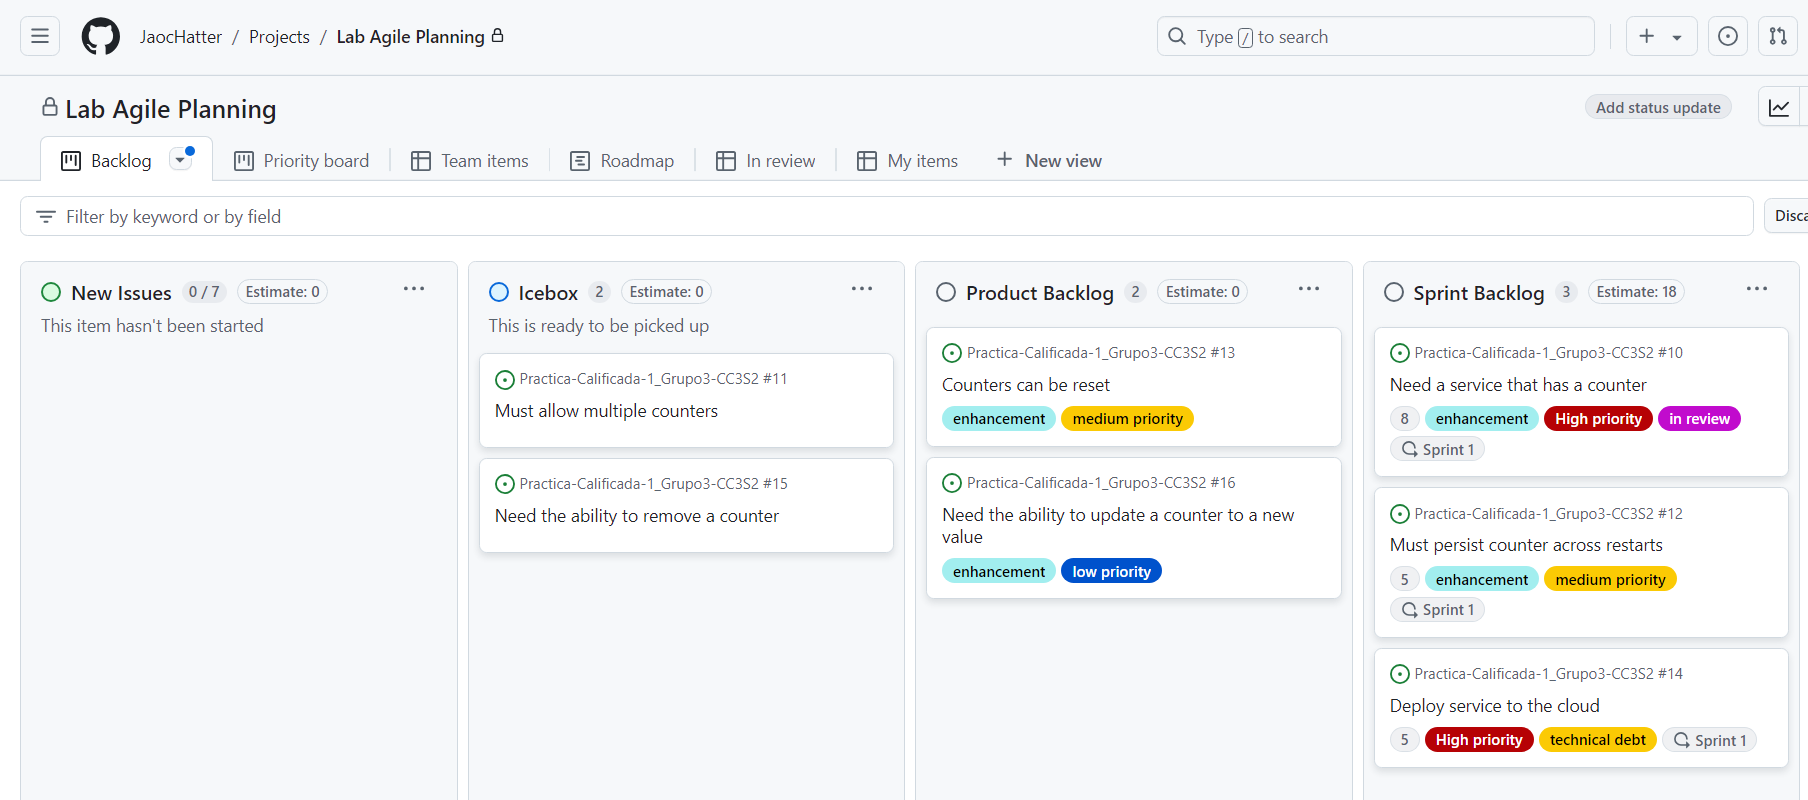 JaocHatter / Projects / Lab Agile Planning
Type / to search
Lab Agile Planning
Add status update
Backlog
Priority board
Team items
Roadmap
In review
My items
New view
Filter by keyword or by field
Disca
New Issues 0 / 7 Estimate: 0
This item hasn't been started
Icebox 2 Estimate: 0
This is ready to be picked up
Practica-Calificada-1_Grupo3-CC3S2 #11
Must allow multiple counters
Practica-Calificada-1_Grupo3-CC3S2 #15
Need the ability to remove a counter
Product Backlog 2 Estimate: 0
Practica-Calificada-1_Grupo3-CC3S2 #13
Counters can be reset
enhancement medium priority
Practica-Calificada-1_Grupo3-CC3S2 #16
Need the ability to update a counter to a new
value
enhancement low priority
Sprint Backlog 3 Estimate: 18
Practica-Calificada-1_Grupo3-CC3S2 #10
Need a service that has a counter
8 enhancement High priority in review
Sprint 1
Practica-Calificada-1_Grupo3-CC3S2 #12
Must persist counter across restarts
5 enhancement medium priority
Sprint 1
Practica-Calificada-1_Grupo3-CC3S2 #14
Deploy service to the cloud
5 High priority technical debt Sprint 1